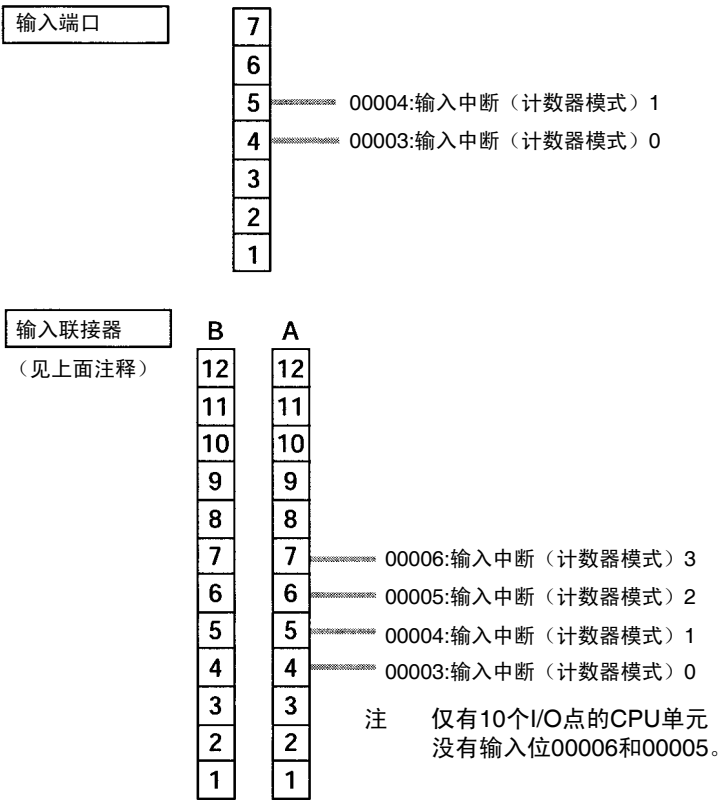 输入端口
7
6
5 00004:输入中断（计数器模式）1
4 00003:输入中断（计数器模式）0
3
2
1
输入联接器 B A
（见上面注释） 12 12
11 11
10 10
9 9
8 8
7 7 00006:输入中断（计数器模式）3
6 6 00005:输入中断（计数器模式）2
5 5 00004:输入中断（计数器模式）1
4 4 00003:输入中断（计数器模式）0
3 3 注 仅有10个I/O点的CPU单元
2 2 没有输入位00006和00005。
1 1